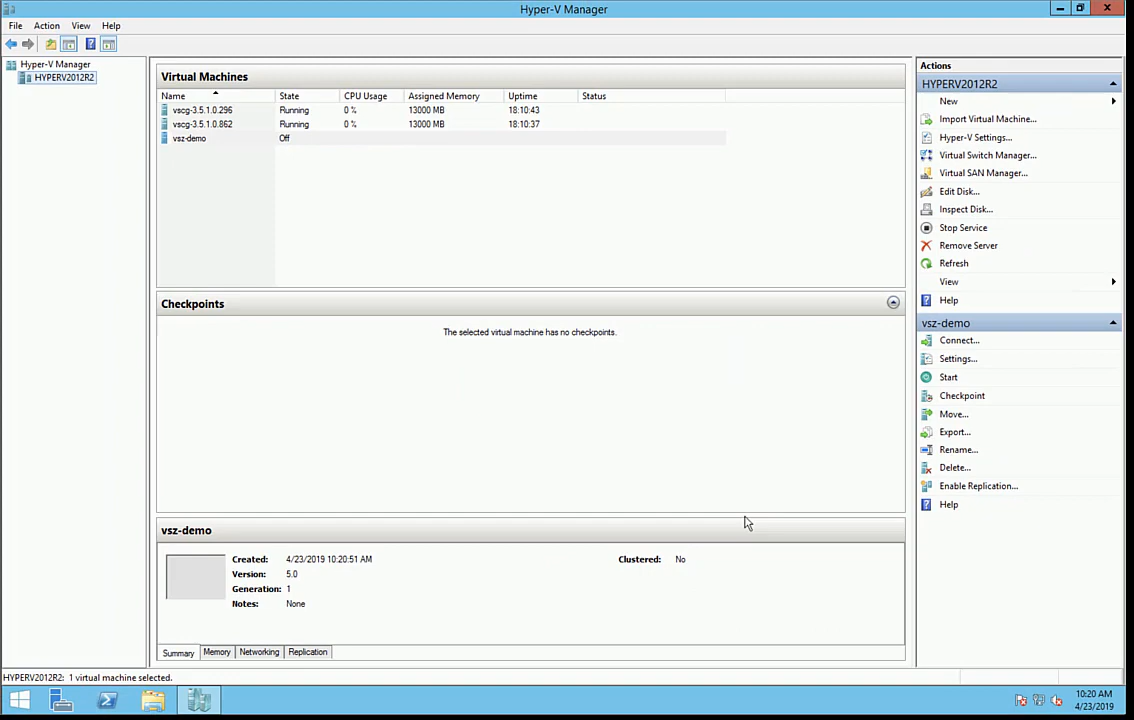 Hyper-V Manager
File Action View Help
Hyper-V Manager
HYPERV2012R2
Virtual Machines
Name State CPU Usage Assigned Memory Uptime Status
vscg-3.5.1.0.296 Running 0 % 13000 MB 18:10:43
vscg-3.5.1.0.862 Running 0 % 13000 MB 18:10:37
vsz-demo Off
Checkpoints
The selected virtual machine has no checkpoints.
vsz-demo
Created: 4/23/2019 10:20:51 AM Clustered: No
Version: 5.0
Generation: 1
Notes: None
Summary Memory Networking Replication
Actions
HYPERV2012R2
New
Import Virtual Machine...
Hyper-V Settings...
Virtual Switch Manager...
Virtual SAN Manager...
Edit Disk...
Inspect Disk...
Stop Service
Remove Server
Refresh
View
Help
vsz-demo
Connect...
Settings...
Start
Checkpoint
Move...
Export...
Rename...
Delete...
Enable Replication...
Help
HYPERV2012R2: 1 virtual machine selected.
10:20 AM
4/23/2019